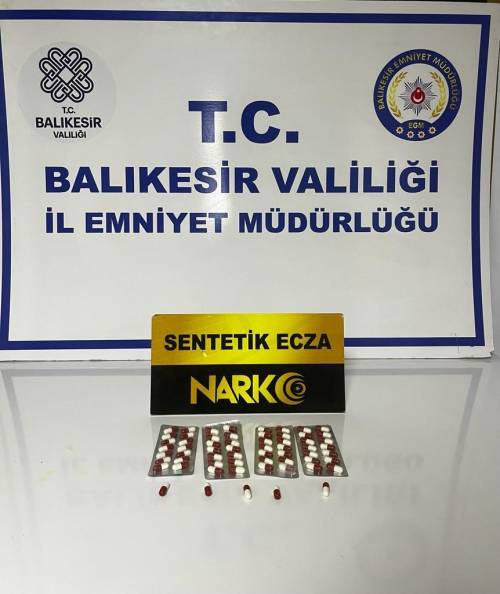 T.C.
BALIKESİR
VALİLİĞİ
BALIKESİR EMNİYET MÜDÜRLÜĞÜ
EGM
T.C.
BALIKESİR VALİLİĞİ
İL EMNİYET MÜDÜRLÜĞÜ
SENTETİK ECZA
NARKO